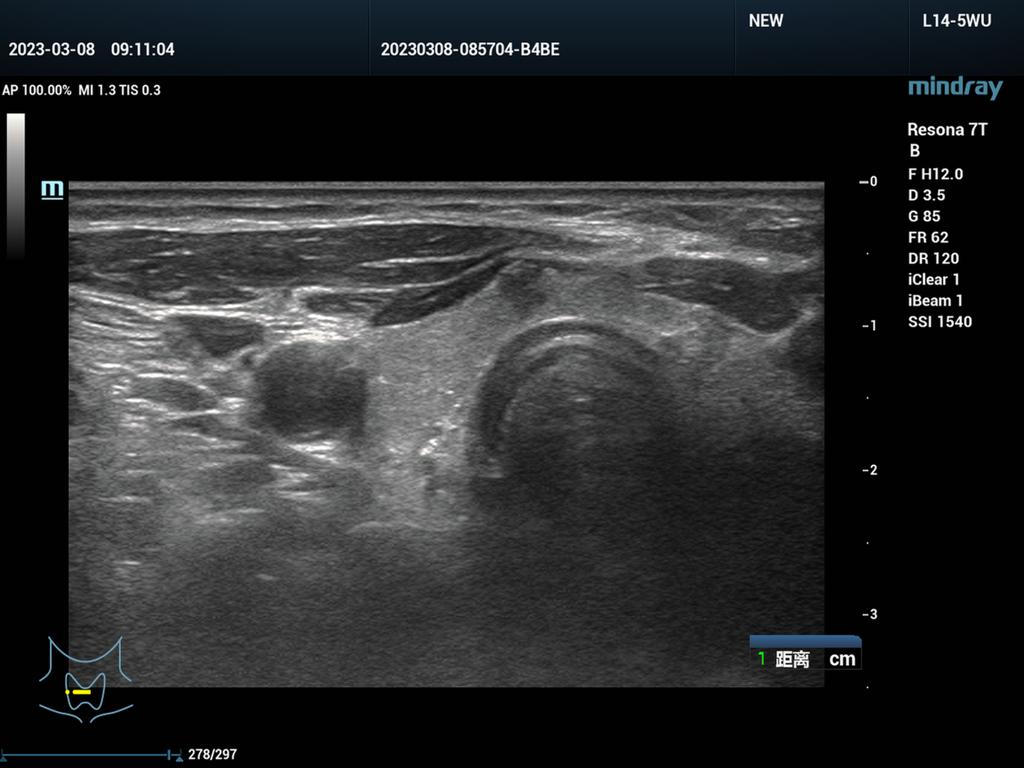 NEW L14-5WU
2023-03-08 09:11:04 20230308-085704-B4BE
AP 100.00% MI 1.3 TIS 0.3
mindray
Resona 7T
B
F H12.0
D 3.5
G 85
FR 62
DR 120
iClear 1
iBeam 1
SSI 1540
m
0
-1
-2
-3
1 距离 cm
278/297